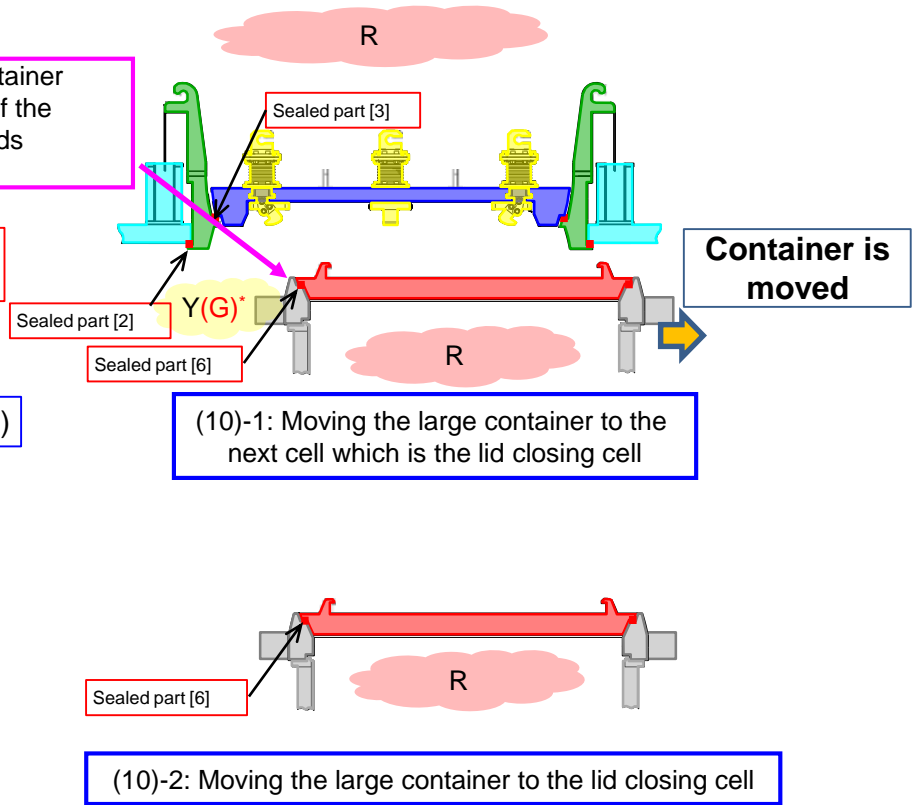 R
tainer
f the
ds
Sealed part [3]
Container is
moved
Y(G)*
Sealed part [2]
Sealed part [6]
R
)
(10)-1: Moving the large container to the
next cell which is the lid closing cell
Sealed part [6]
R
(10)-2: Moving the large container to the lid closing cell